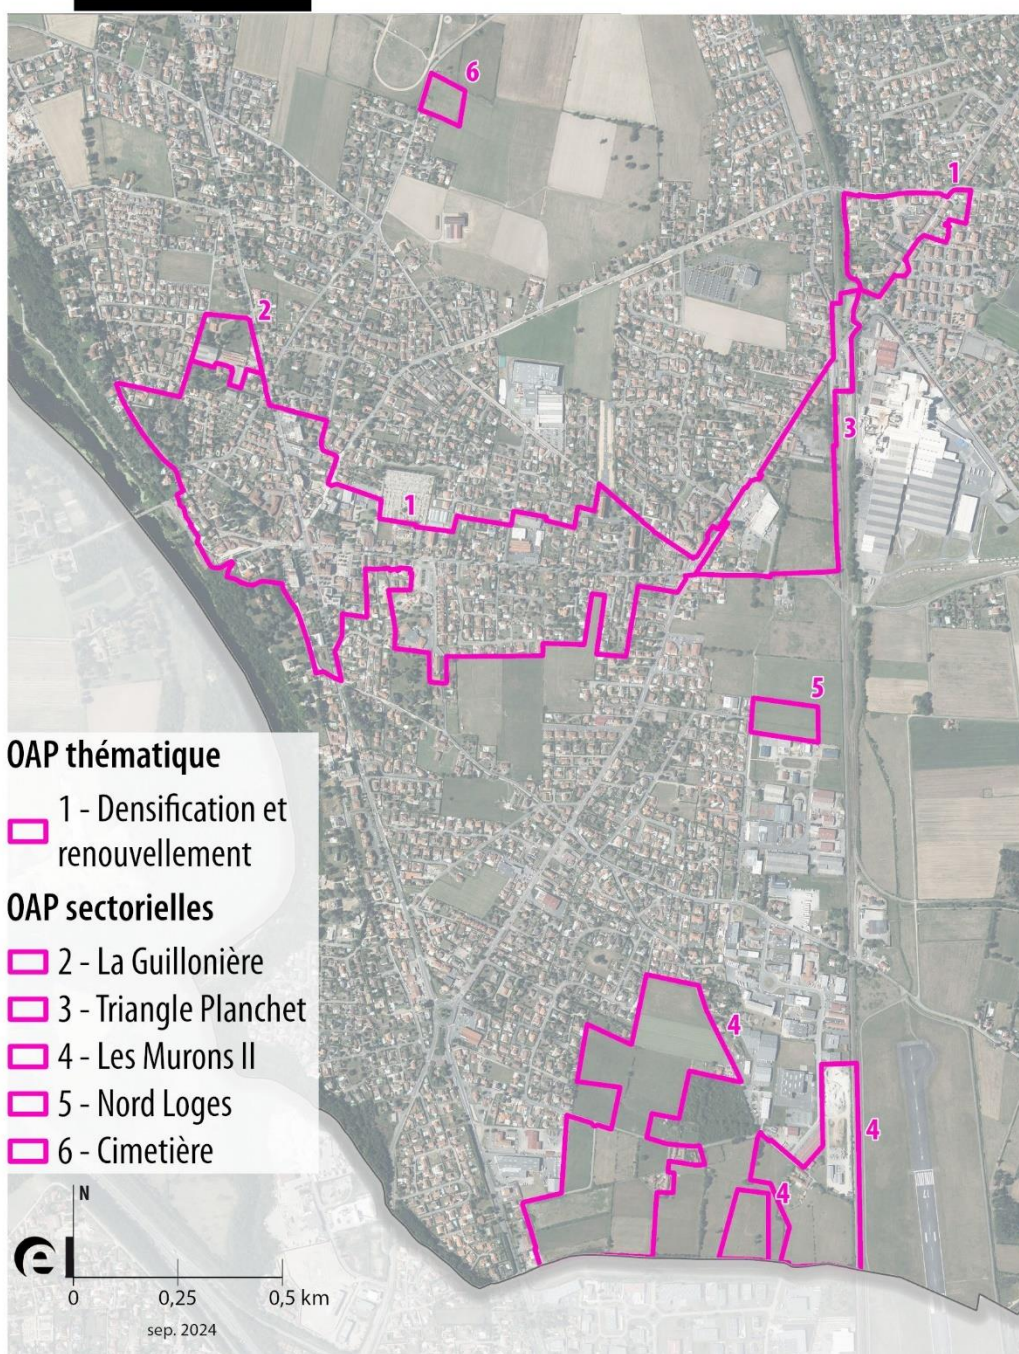 6
1
2
3
1
5
OAP thématique
1 - Densification et
renouvellement
OAP sectorielles
2 - La Guillonière
3 - Triangle Planchet
4 - Les Murons II
5 - Nord Loges
6 - Cimetière
4
4
4
N
e
0 0,25 0,5 km
sep. 2024